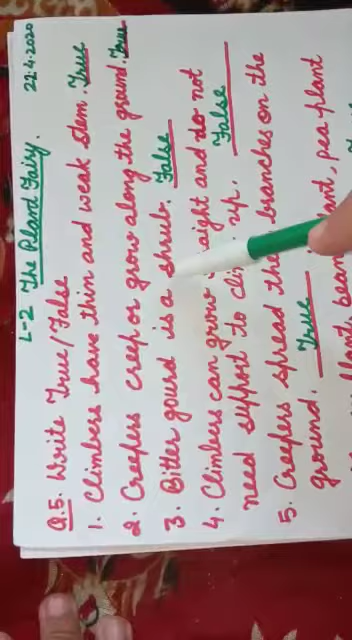 L-2 The Plant Fairy. 22.4.2020
Q.5. Write True/False
1. Climbers have thin and weak stem. True
2. Creepers creep or grow along the ground. True
3. Bitter gourd is a shrub. False
4. Climbers can grow and do not
need support to up. False
5. Creepers spread branches on the
ground. True
pea plant